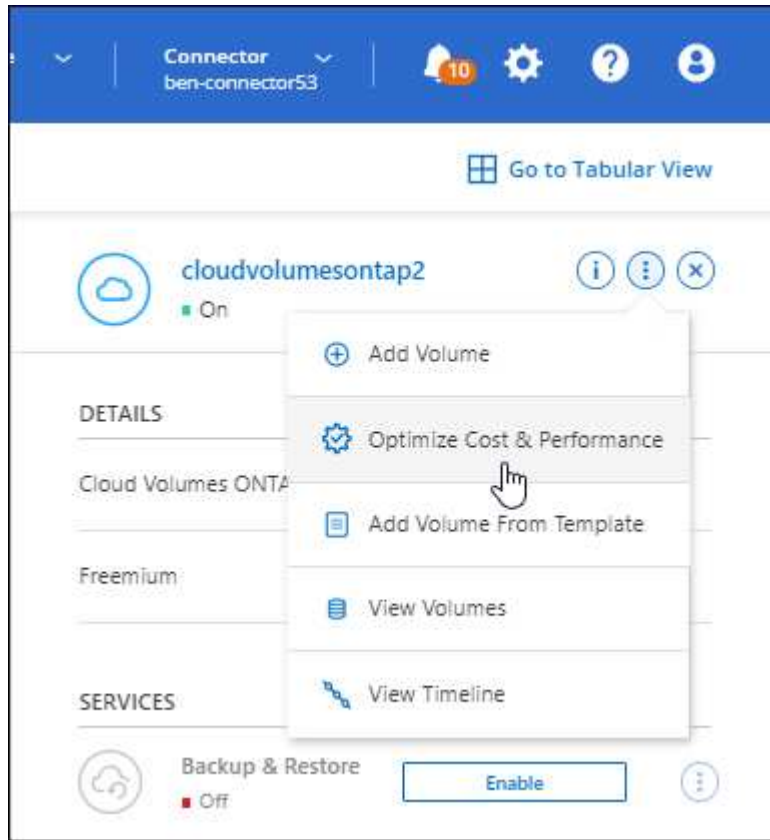 Connector
ben-connector53
10
Go to Tabular View
cloudvolumesontap2
On
Add Volume
DETAILS
Optimize Cost & Performance
Cloud Volumes ONTA
Add Volume From Template
Freemium
View Volumes
View Timeline
SERVICES
Backup & Restore
Off
Enable